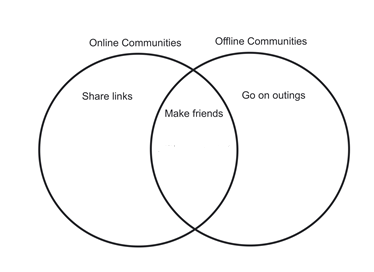 Online Communities
Offline Communities
Share links
Make friends
Go on outings